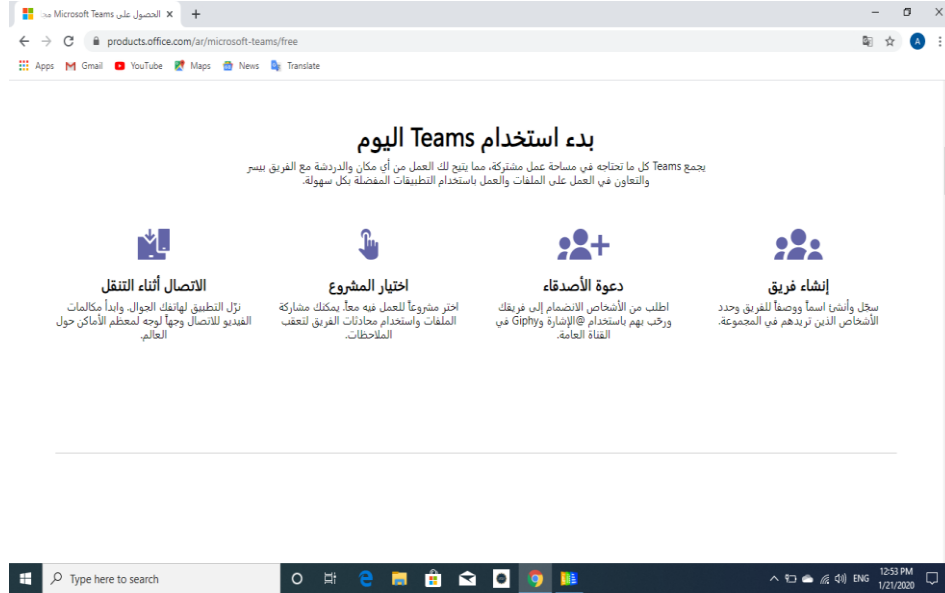 الحصول على Microsoft Teams مج
products.office.com/ar/microsoft-teams/free
A
Apps Gmail YouTube Maps News Translate
بدء استخدام Teams اليوم
يجمع Teams كل ما تحتاجه في مساحة عمل مشتركة، مما يتيح لك العمل من أي مكان والدردشة مع الفريق بيسر
والتعاون في العمل على الملفات والعمل باستخدام التطبيقات المفضلة بكل سهولة.
إنشاء فريق
سجّل وأنشئ اسماً ووصفاً للفريق وحدد
الأشخاص الذين تريدهم في المجموعة.
دعوة الأصدقاء
اطلب من الأشخاص الانضمام إلى فريقك
ورحّب بهم باستخدام @الإشارة وGiphy في
القناة العامة.
اختيار المشروع
اختر مشروعاً للعمل فيه معاً. يمكنك مشاركة
الملفات واستخدام محادثات الفريق لتعقب
الملاحظات.
الاتصال أثناء التنقل
نزّل التطبيق لهاتفك الجوال. وابدأ مكالمات
الفيديو للاتصال وجهاً لوجه لمعظم الأماكن حول
العالم.
Type here to search
ENG
12:53 PM
1/21/2020